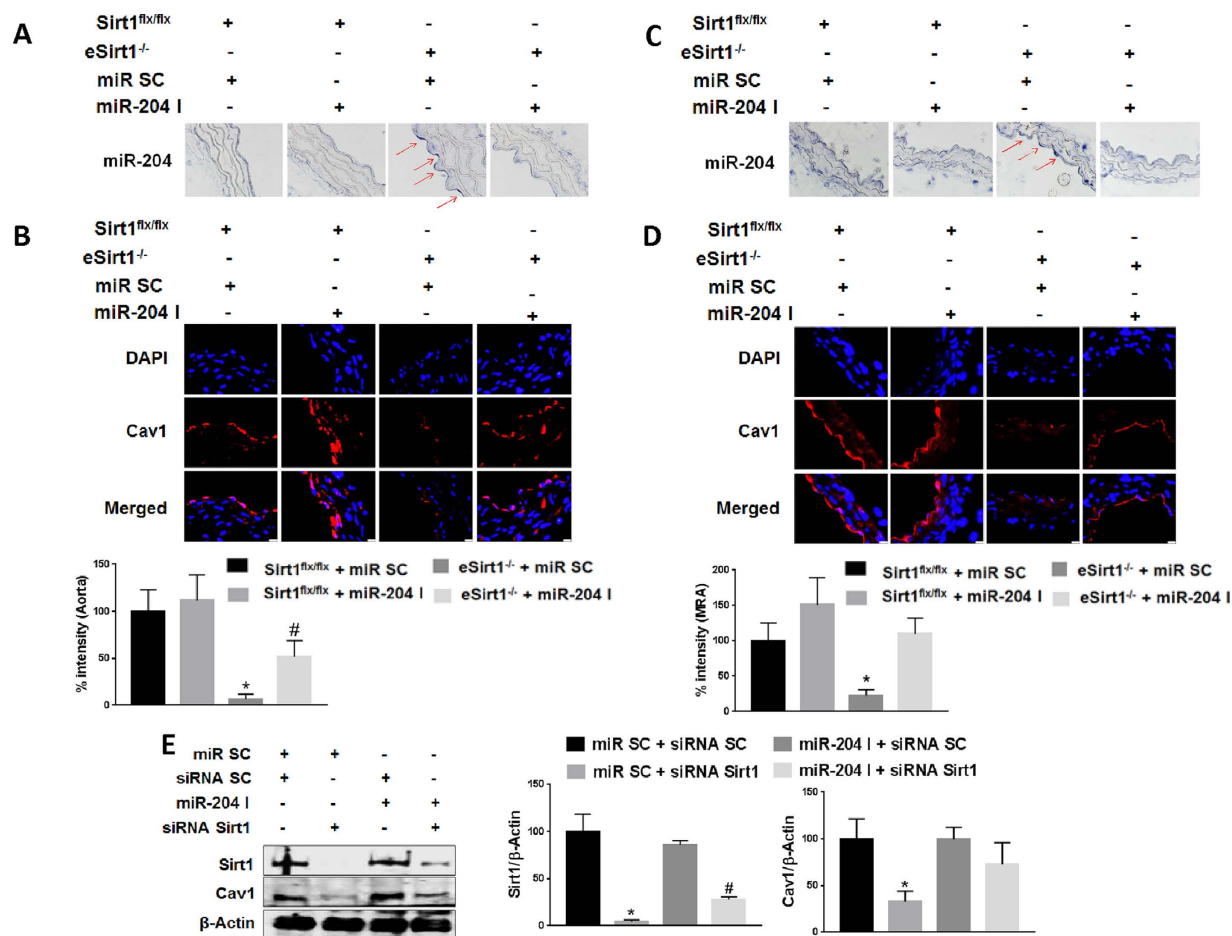 A
Sirt1flx/flx + + - -
eSirt1-/- - - + +
miR SC + - + -
miR-204 I - + - +
miR-204
B
Sirt1flx/flx + + - -
eSirt1-/- - - + +
miR SC + - + -
miR-204 I - + - +
DAPI
Cav1
Merged
150
100
50
0
% intensity (Aorta)
Sirt1flx/flx + miR SC
eSirt1-/- + miR SC
Sirt1flx/flx + miR-204 I
eSirt1-/- + miR-204 I
*
#
C
Sirt1flx/flx + + - -
eSirt1-/- - - + +
miR SC + - + -
miR-204 I - + - +
miR-204
D
Sirt1flx/flx + + - -
eSirt1-/- - - + +
miR SC + - + -
miR-204 I - + - +
DAPI
Cav1
Merged
200
150
100
50
0
% intensity (MRA)
Sirt1flx/flx + miR SC
eSirt1-/- + miR SC
Sirt1flx/flx + miR-204 I
eSirt1-/- + miR-204 I
*
E
miR SC + + - -
siRNA SC + - + -
miR-204 I - - + +
siRNA Sirt1 - + - +
Sirt1
Cav1
β-Actin
miR SC + siRNA SC
miR-204 I + siRNA SC
miR SC + siRNA Sirt1
miR-204 I + siRNA Sirt1
150
100
50
0
Sirt1/β-Actin
*
#
150
100
50
0
Cav1/β-Actin
*